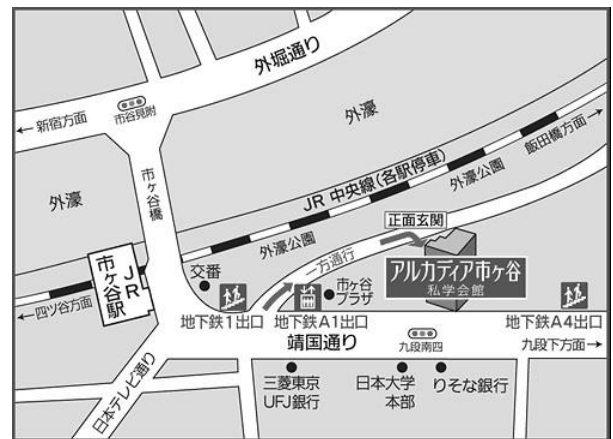 外堀通り
←新宿方面
市谷見附
外濠
飯田橋方面→
市ヶ谷橋
JR 中央線(各駅停車)
外濠公園
外濠
正面玄関
外濠公園
一方通行
交番
JR
市ヶ谷駅
市ヶ谷
プラザ
アルカディア市ヶ谷
私学会館
←四ツ谷方面
地下鉄1出口
地下鉄A1出口
地下鉄A4出口
靖国通り
九段南四
九段下方面→
日本テレビ通り
三菱東京
UFJ銀行
日本大学
本部
りそな銀行